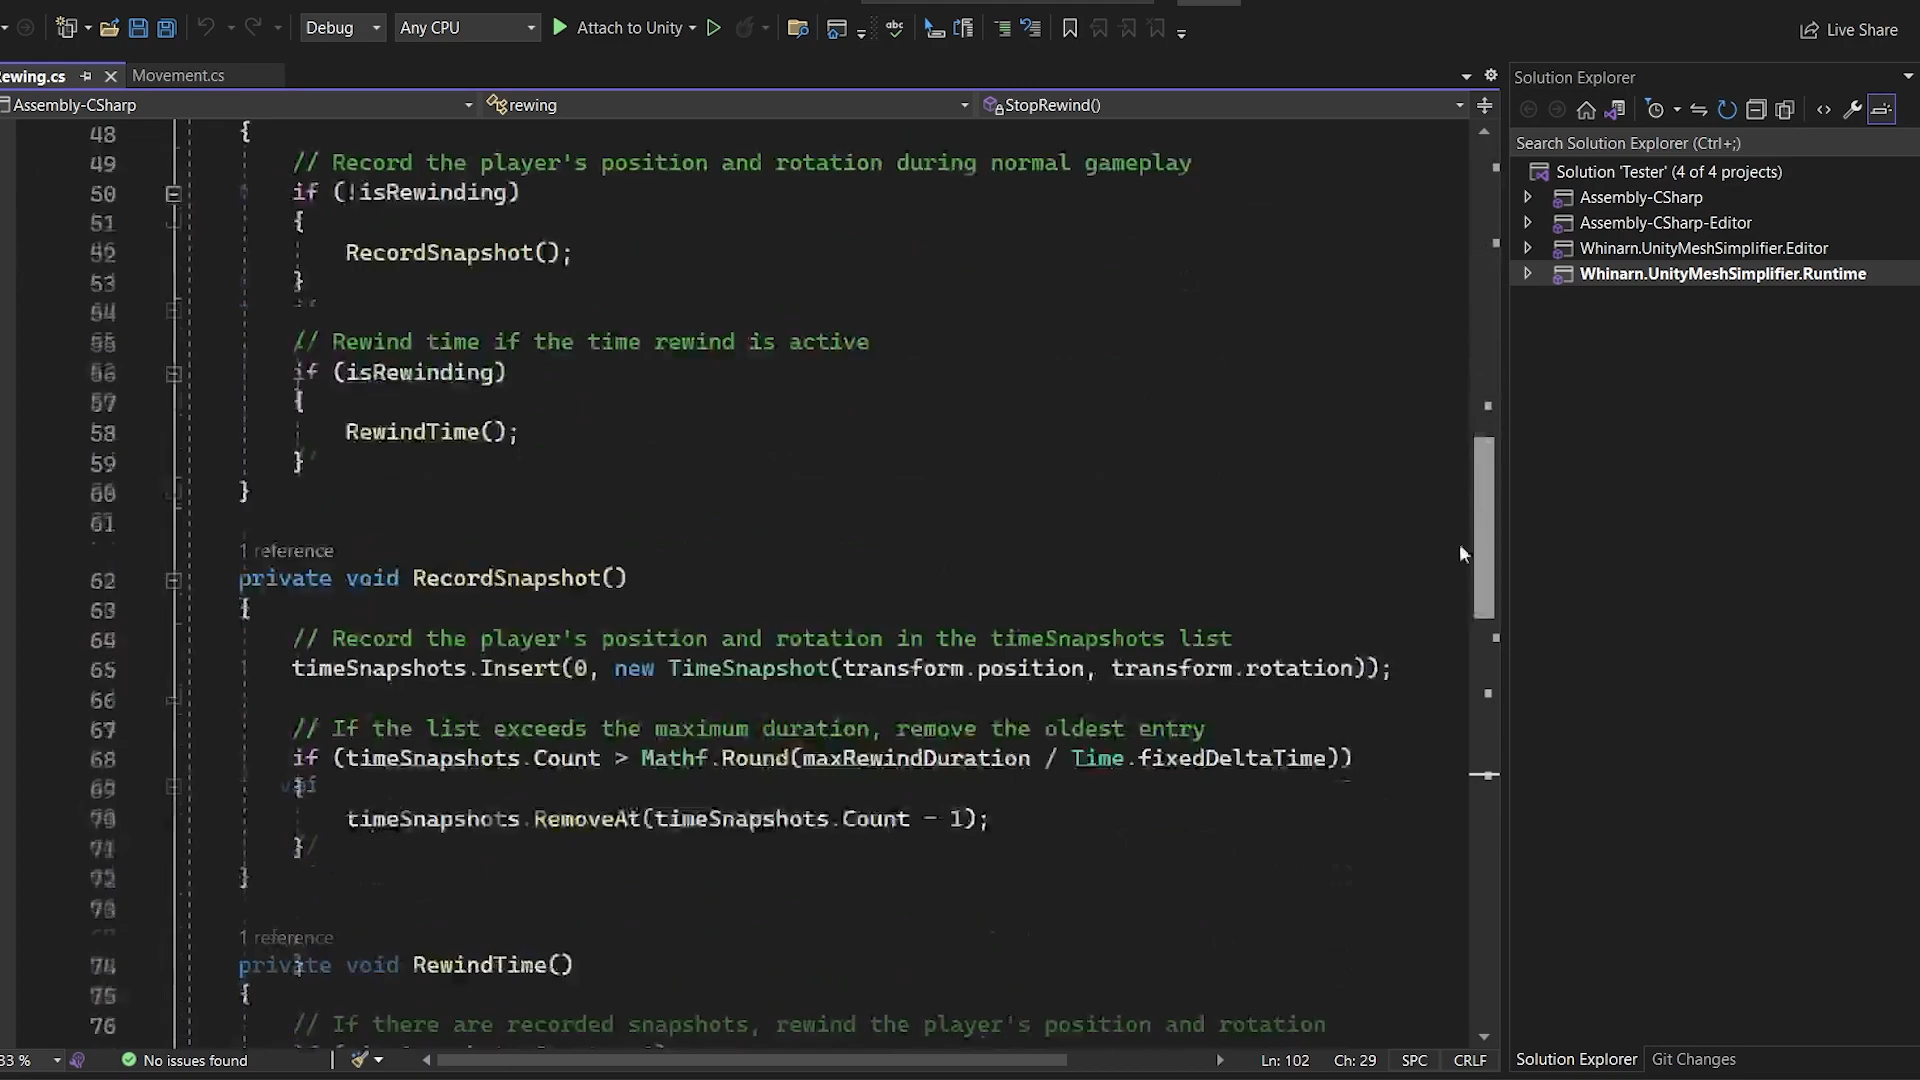 Debug
Any CPU
Attach to Unity
Live Share
ewing.cs
Movement.cs
Solution Explorer
Assembly-CSharp
rewing
StopRewind()
Search Solution Explorer (Ctrl+;)
Solution 'Tester' (4 of 4 projects)
Assembly-CSharp
Assembly-CSharp-Editor
Whinarn.UnityMeshSimplifier.Editor
Whinarn.UnityMeshSimplifier.Runtime
48 {
49 // Record the player's position and rotation during normal gameplay
50 if (!isRewinding)
51 {
52 RecordSnapshot();
53 }
54
55 // Rewind time if the time rewind is active
56 if (isRewinding)
57 {
58 RewindTime();
59 }
60 }
61
1 reference
62 private void RecordSnapshot()
63 {
64 // Record the player's position and rotation in the timeSnapshots list
65 timeSnapshots.Insert(0, new TimeSnapshot(transform.position, transform.rotation));
66
67 // If the list exceeds the maximum duration, remove the oldest entry
68 if (timeSnapshots.Count > Mathf.Round(maxRewindDuration / Time.fixedDeltaTime))
69 {
70 timeSnapshots.RemoveAt(timeSnapshots.Count - 1);
71 }
72 }
73
1 reference
74 private void RewindTime()
75 {
76 // If there are recorded snapshots, rewind the player's position and rotation
33 %
No issues found
Ln: 102
Ch: 29
SPC
CRLF
Solution Explorer
Git Changes